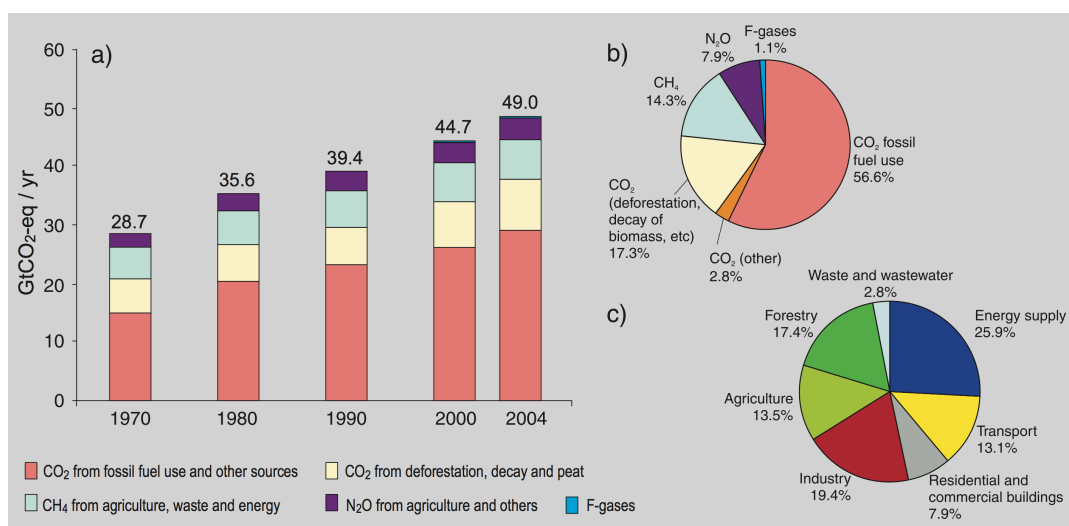 a)
60
50
40
30
20
10
0
GtCO2-eq / yr
28.7
35.6
39.4
44.7
49.0
1970
1980
1990
2000
2004
CO2 from fossil fuel use and other sources
CO2 from deforestation, decay and peat
CH4 from agriculture, waste and energy
N2O from agriculture and others
F-gases
b)
F-gases
1.1%
N2O
7.9%
CH4
14.3%
CO2 fossil
fuel use
56.6%
CO2
(deforestation,
decay of
biomass, etc)
17.3%
CO2 (other)
2.8%
c)
Waste and wastewater
2.8%
Forestry
17.4%
Energy supply
25.9%
Agriculture
13.5%
Transport
13.1%
Industry
19.4%
Residential and
commercial buildings
7.9%